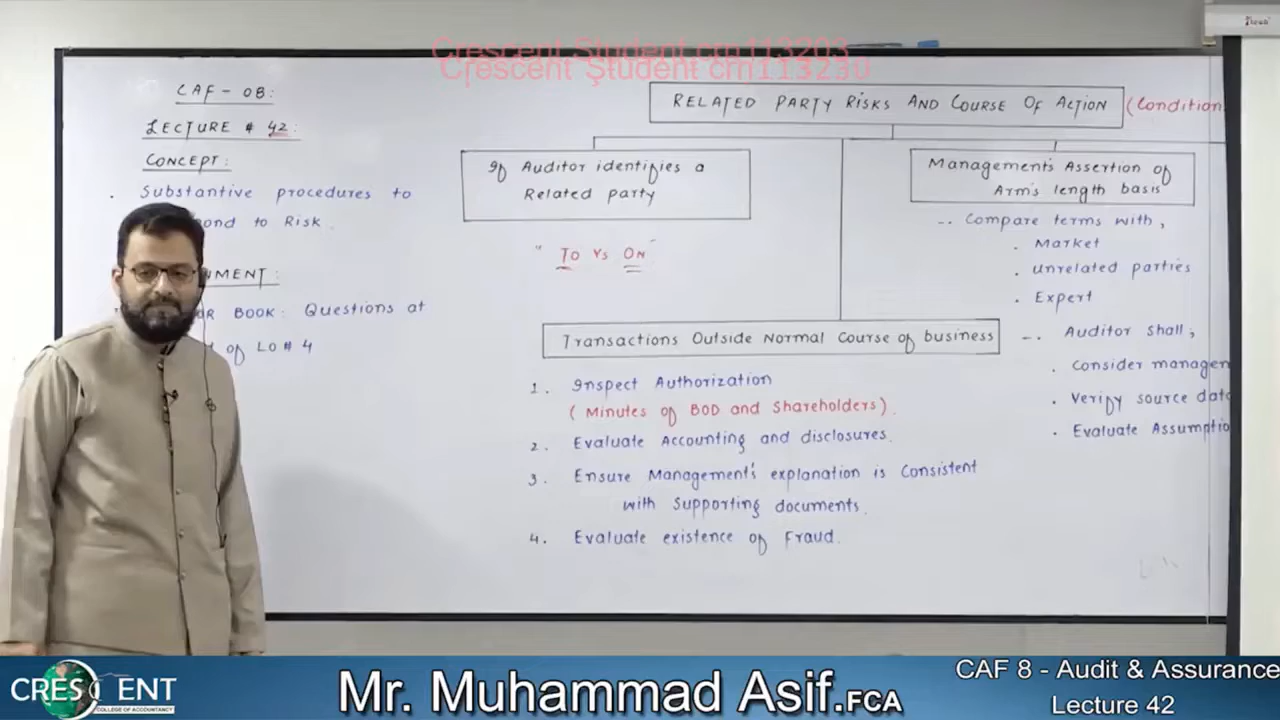 Crescent Student cm113203
Crescent Student cm113230
CAF - 08:
LECTURE # 42:
CONCEPT:
. Substantive procedures to
ond to Risk.
NMENT:
OR BOOK: Questions at
of LO # 4
RELATED PARTY RISKS AND COURSE OF ACTION (Condition
If Auditor identifies a
Related party
" TO Vs ON "
Transactions Outside Normal Course of business
1. Inspect Authorization
(Minutes of BOD and Shareholders).
2. Evaluate Accounting and disclosures.
3. Ensure Management's explanation is Consistent
with Supporting documents.
4. Evaluate existence of Fraud.
Management's Assertion of
Arm's length basis
-- Compare terms with,
. Market
. unrelated parties
. Expert
-- Auditor shall;
. Consider managem
. Verify source data
. Evaluate Assumptio
CRESCENT
COLLEGE OF ACCOUNTANCY
Mr. Muhammad Asif.FCA
CAF 8 - Audit & Assurance
Lecture 42